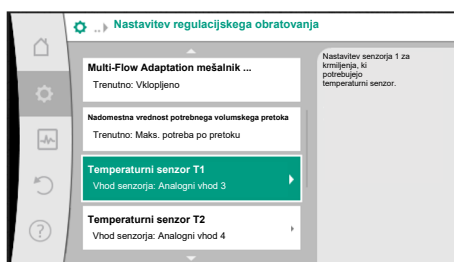 ..
Nastavitev regulacijskega obratovanja
Multi-Flow Adaptation mešalnik ...
Trenutno: Vklopljeno
Nadomestna vrednost potrebnega volumskega pretoka
Trenutno: Maks. potreba po pretoku
Temperaturni senzor T1
Vhod senzorja: Analogni vhod 3
Temperaturni senzor T2
Vhod senzorja: Analogni vhod 4
Nastavitev senzorja 1 za
krmiljenja, ki
potrebujejo
temperaturni senzor.
?